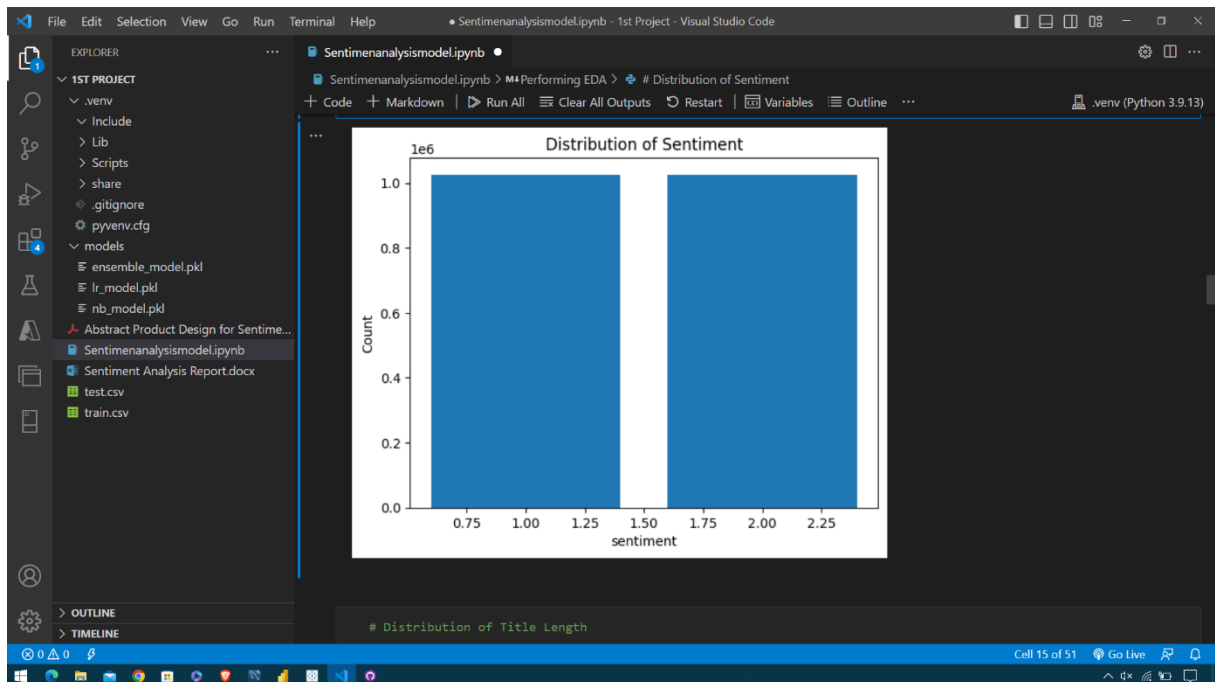 File Edit Selection View Go Run Terminal Help
● Sentimenanalysismodel.ipynb - 1st Project - Visual Studio Code
EXPLORER
1ST PROJECT
.venv
Include
Lib
Scripts
share
.gitignore
pyvenv.cfg
models
ensemble_model.pkl
lr_model.pkl
nb_model.pkl
Abstract Product Design for Sentime...
Sentimenanalysismodel.ipynb
Sentiment Analysis Report.docx
test.csv
train.csv
OUTLINE
TIMELINE
1
4
Sentimenanalysismodel.ipynb ●
Sentimenanalysismodel.ipynb > M↓Performing EDA > # Distribution of Sentiment
+ Code + Markdown | Run All Clear All Outputs Restart | Variables Outline ...
.venv (Python 3.9.13)
Distribution of Sentiment
1e6
1.0
0.8
0.6
0.4
0.2
0.0
Count
0.75 1.00 1.25 1.50 1.75 2.00 2.25
sentiment
# Distribution of Title Length
0 0
Cell 15 of 51 Go Live